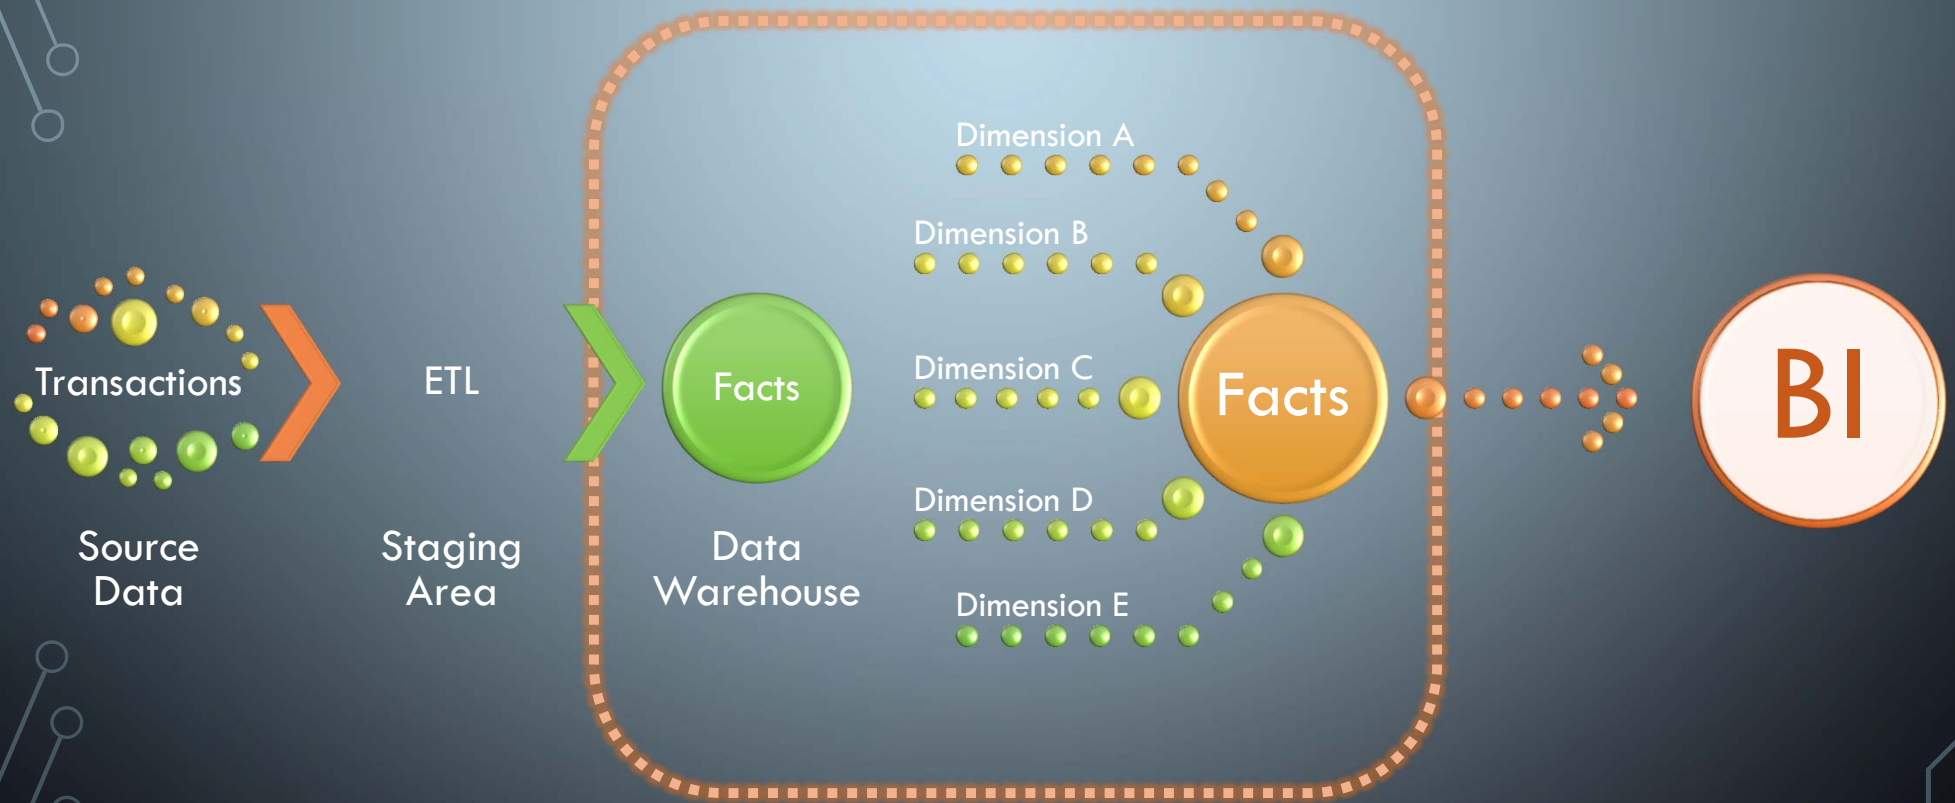 Transactions
Source
Data
ETL
Staging
Area
Facts
Data
Warehouse
Dimension A
Dimension B
Dimension C
Dimension D
Dimension E
Facts
BI